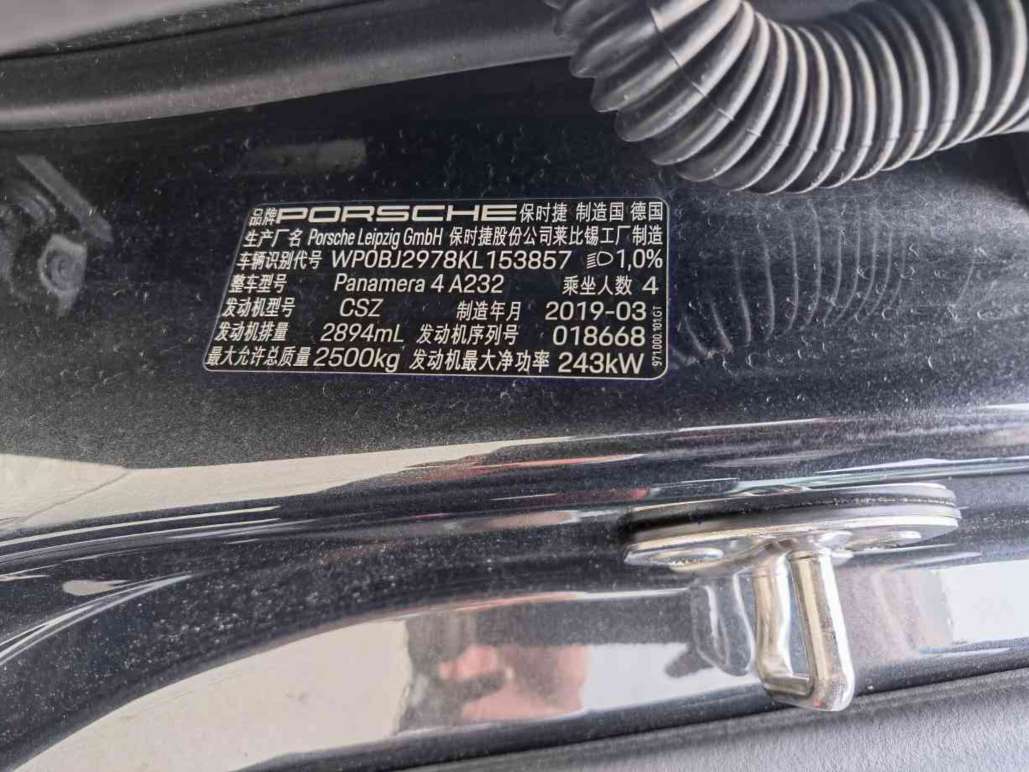 品牌 PORSCHE 保时捷 制造国 德国
生产厂名 Porsche Leipzig GmbH 保时捷股份公司莱比锡工厂制造
车辆识别代号 WP0BJ2978KL153857 1,0%
整车型号 Panamera 4 A232 乘坐人数 4
发动机型号 CSZ 制造年月 2019-03
发动机排量 2894mL 发动机序列号 018668
最大允许总质量 2500kg 发动机最大净功率 243kW
971.000.101.GT